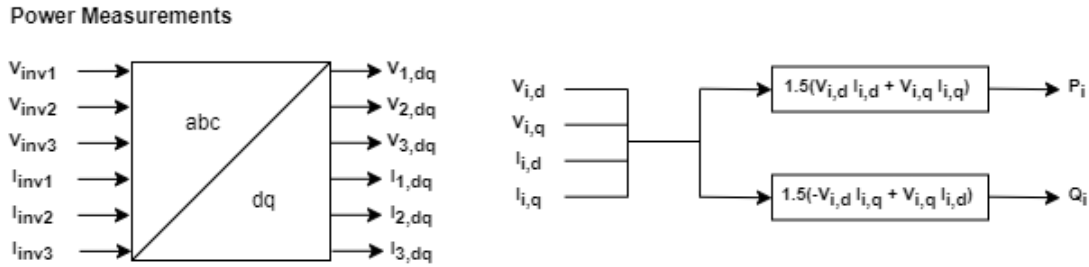 Power Measurements
Vinv1
Vinv2
Vinv3
Iinv1
Iinv2
Iinv3
abc
dq
V1,dq
V2,dq
V3,dq
I1,dq
I2,dq
I3,dq
Vi,d
Vi,q
Ii,d
Ii,q
1.5(Vi,d Ii,d + Vi,q Ii,q)
Pi
1.5(-Vi,d Ii,q + Vi,q Ii,d)
Qi